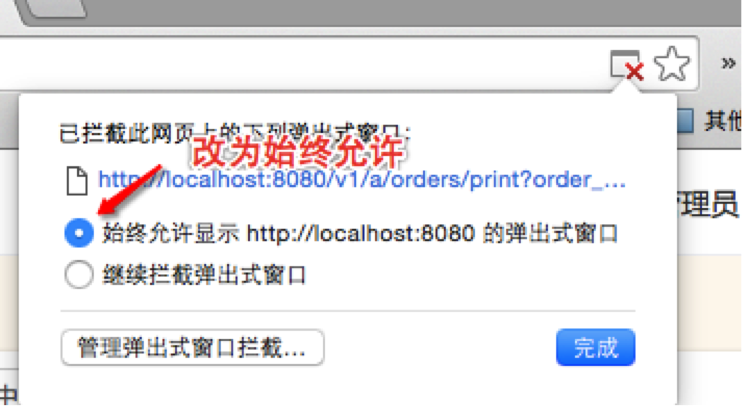 »
其他
已拦截此网页上的下列弹出式窗口：
改为始终允许
http://localhost:8080/v1/a/orders/print?order_...
管理员
始终允许显示 http://localhost:8080 的弹出式窗口
继续拦截弹出式窗口
管理弹出式窗口拦截...
完成
中